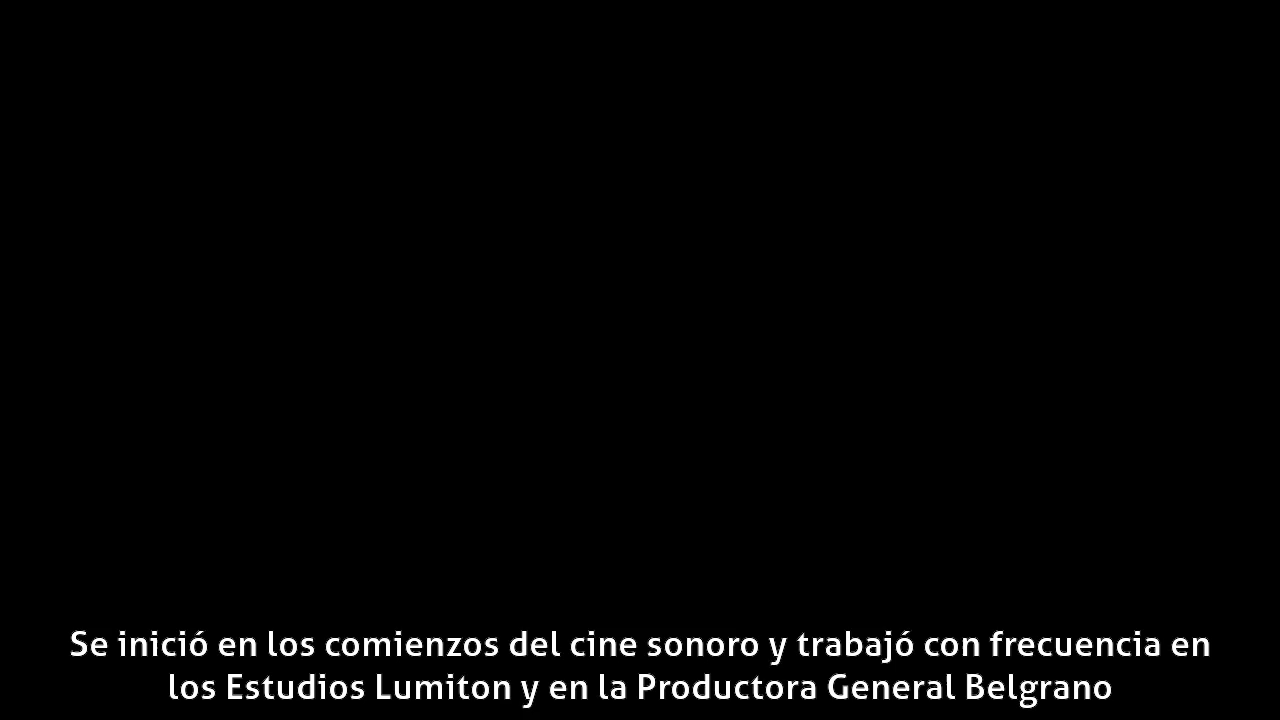 Se inició en los comienzos del cine sonoro y trabajó con frecuencia en
los Estudios Lumiton y en la Productora General Belgrano